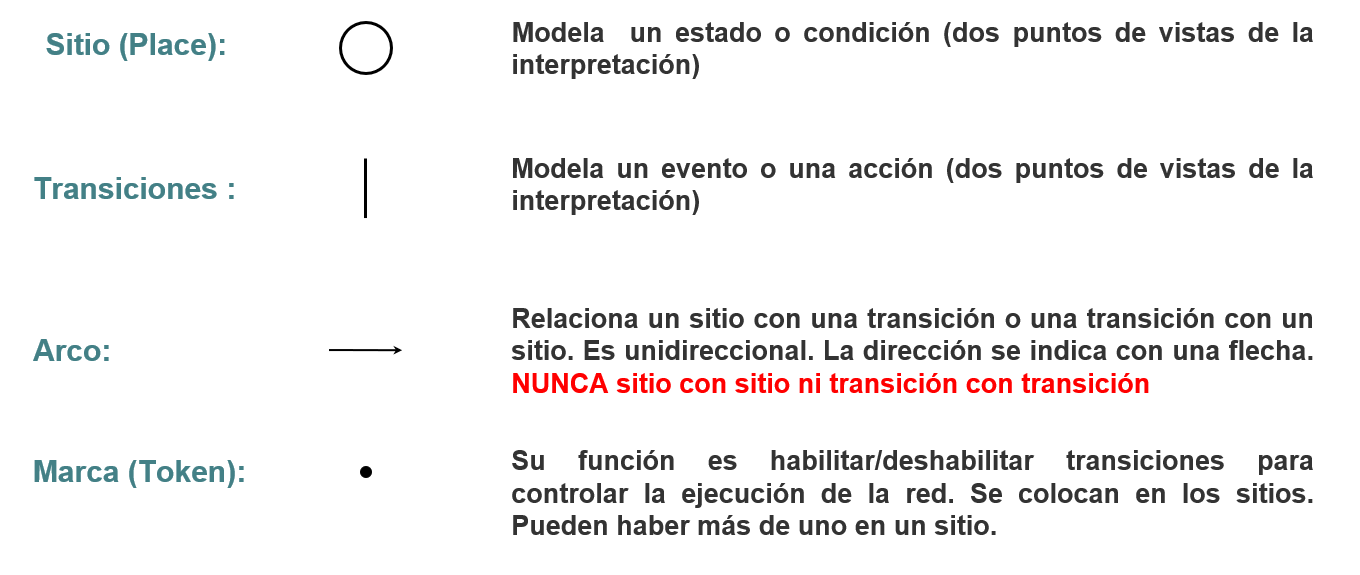 Sitio (Place):
Modela un estado o condición (dos puntos de vistas de la
interpretación)
Transiciones :
Modela un evento o una acción (dos puntos de vistas de la
interpretación)
Arco:
Relaciona un sitio con una transición o una transición con un
sitio. Es unidireccional. La dirección se indica con una flecha.
NUNCA sitio con sitio ni transición con transición
Marca (Token):
Su función es habilitar/deshabilitar transiciones para
controlar la ejecución de la red. Se colocan en los sitios.
Pueden haber más de uno en un sitio.